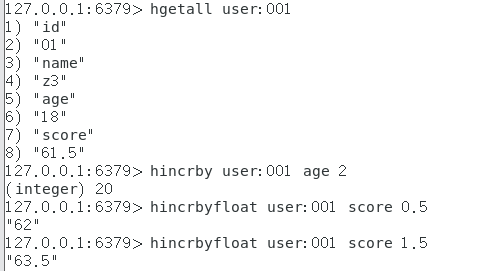 127.0.0.1:6379> hgetall user:001
1) "id"
2) "01"
3) "name"
4) "z3"
5) "age"
6) "18"
7) "score"
8) "61.5"
127.0.0.1:6379> hincrby user:001 age 2
(integer) 20
127.0.0.1:6379> hincrbyfloat user:001 score 0.5
"62"
127.0.0.1:6379> hincrbyfloat user:001 score 1.5
"63.5"